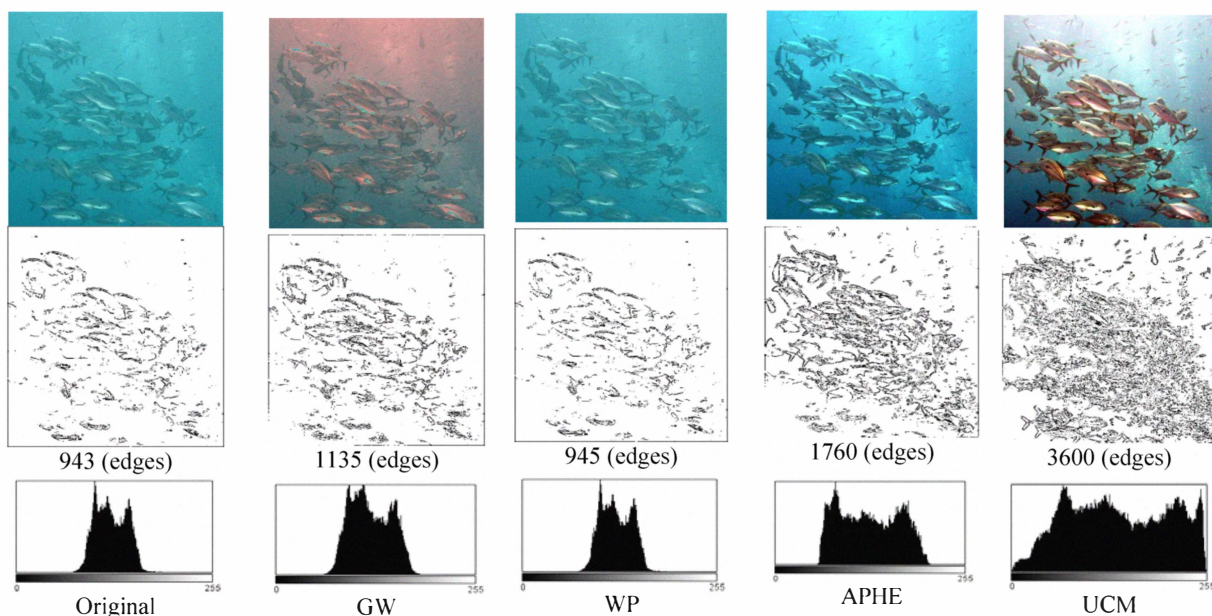 943 (edges) 1135 (edges) 945 (edges) 1760 (edges) 3600 (edges)
0 255 0 255 0 255 0 255 0 255
Original GW WP APHE UCM